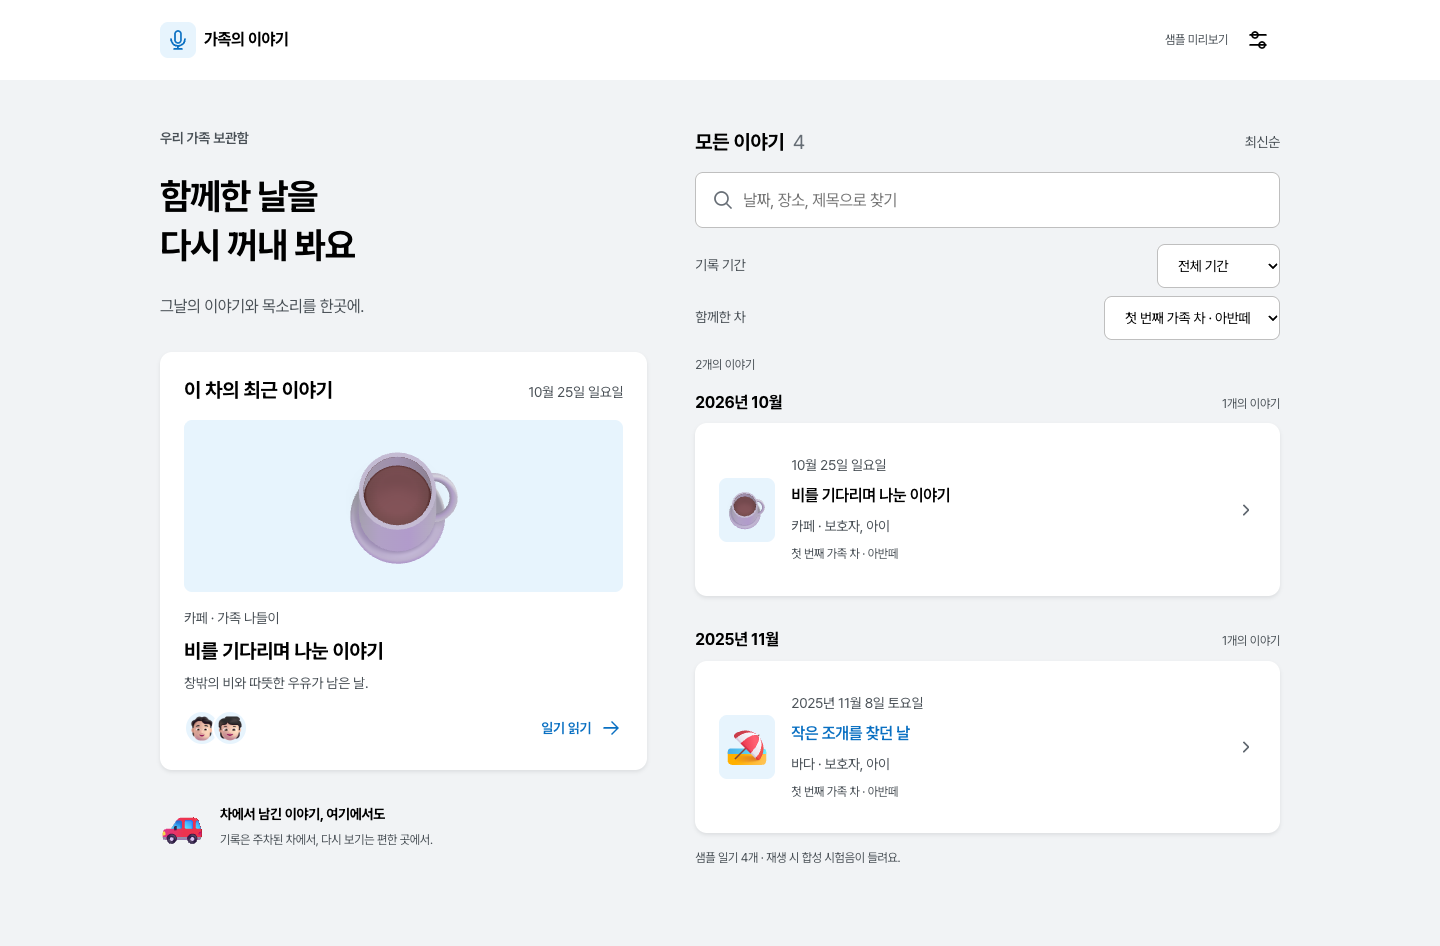 가족의 이야기
샘플 미리보기
우리 가족 보관함
함께한 날을
다시 꺼내 봐요
그날의 이야기와 목소리를 한곳에.
이 차의 최근 이야기
10월 25일 일요일
카페 · 가족 나들이
비를 기다리며 나눈 이야기
창밖의 비와 따뜻한 우유가 남은 날.
일기 읽기
차에서 남긴 이야기, 여기에서도
기록은 주차된 차에서, 다시 보기는 편한 곳에서.
모든 이야기 4
최신순
날짜, 장소, 제목으로 찾기
기록 기간
전체 기간
함께한 차
첫 번째 가족 차 · 아반떼
2개의 이야기
2026년 10월
1개의 이야기
10월 25일 일요일
비를 기다리며 나눈 이야기
카페 · 보호자, 아이
첫 번째 가족 차 · 아반떼
2025년 11월
1개의 이야기
2025년 11월 8일 토요일
작은 조개를 찾던 날
바다 · 보호자, 아이
첫 번째 가족 차 · 아반떼
샘플 일기 4개 · 재생 시 합성 시험음이 들려요.